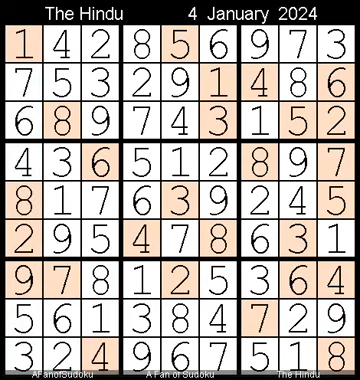 The Hindu 4 January 2024
1 4 2 8 5 6 9 7 3
7 5 3 2 9 1 4 8 6
6 8 9 7 4 3 1 5 2
4 3 6 5 1 2 8 9 7
8 1 7 6 3 9 2 4 5
2 9 5 4 7 8 6 3 1
9 7 8 1 2 5 3 6 4
5 6 1 3 8 4 7 2 9
3 2 4 9 6 7 5 1 8
AFanofSudoku A Fan of Sudoku The Hindu